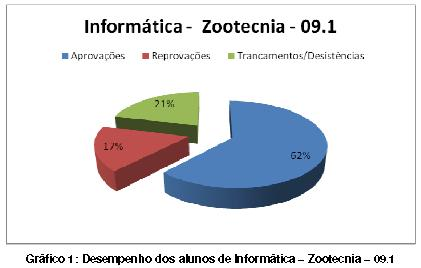 Informática - Zootecnia - 09.1
Aprovações Reprovações Trancamentos/Desistências
21%
17%
62%
Gráfico 1: Desempenho dos alunos de Informática – Zootecnia – 09.1